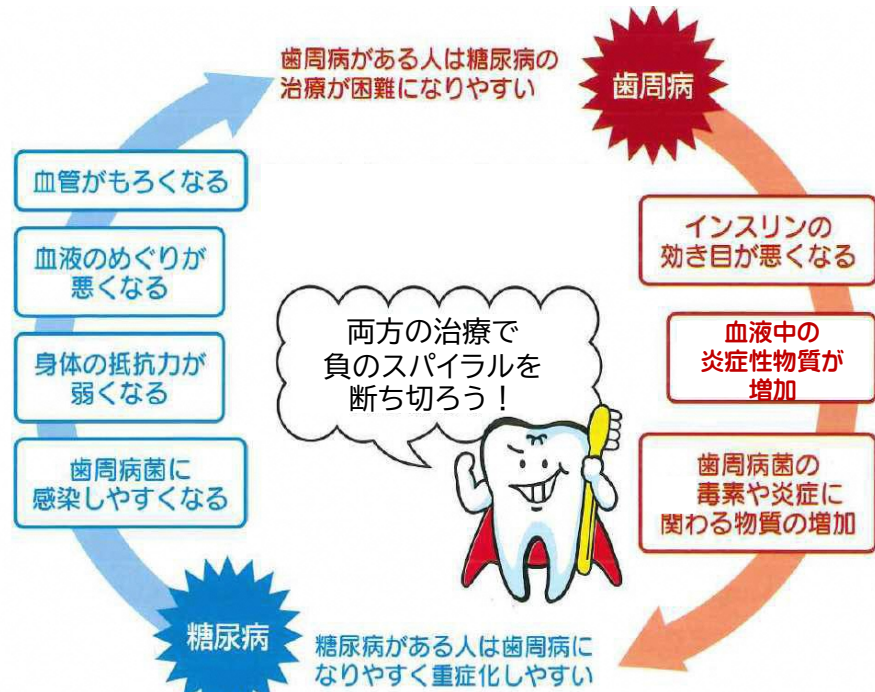 歯周病がある人は糖尿病の
治療が困難になりやすい
歯周病
血管がもろくなる
血液のめぐりが
悪くなる
身体の抵抗力が
弱くなる
歯周病菌に
感染しやすくなる
インスリンの
効き目が悪くなる
血液中の
炎症性物質が
増加
歯周病菌の
毒素や炎症に
関わる物質の増加
両方の治療で
負のスパイラルを
断ち切ろう！
糖尿病
糖尿病がある人は歯周病に
なりやすく重症化しやすい